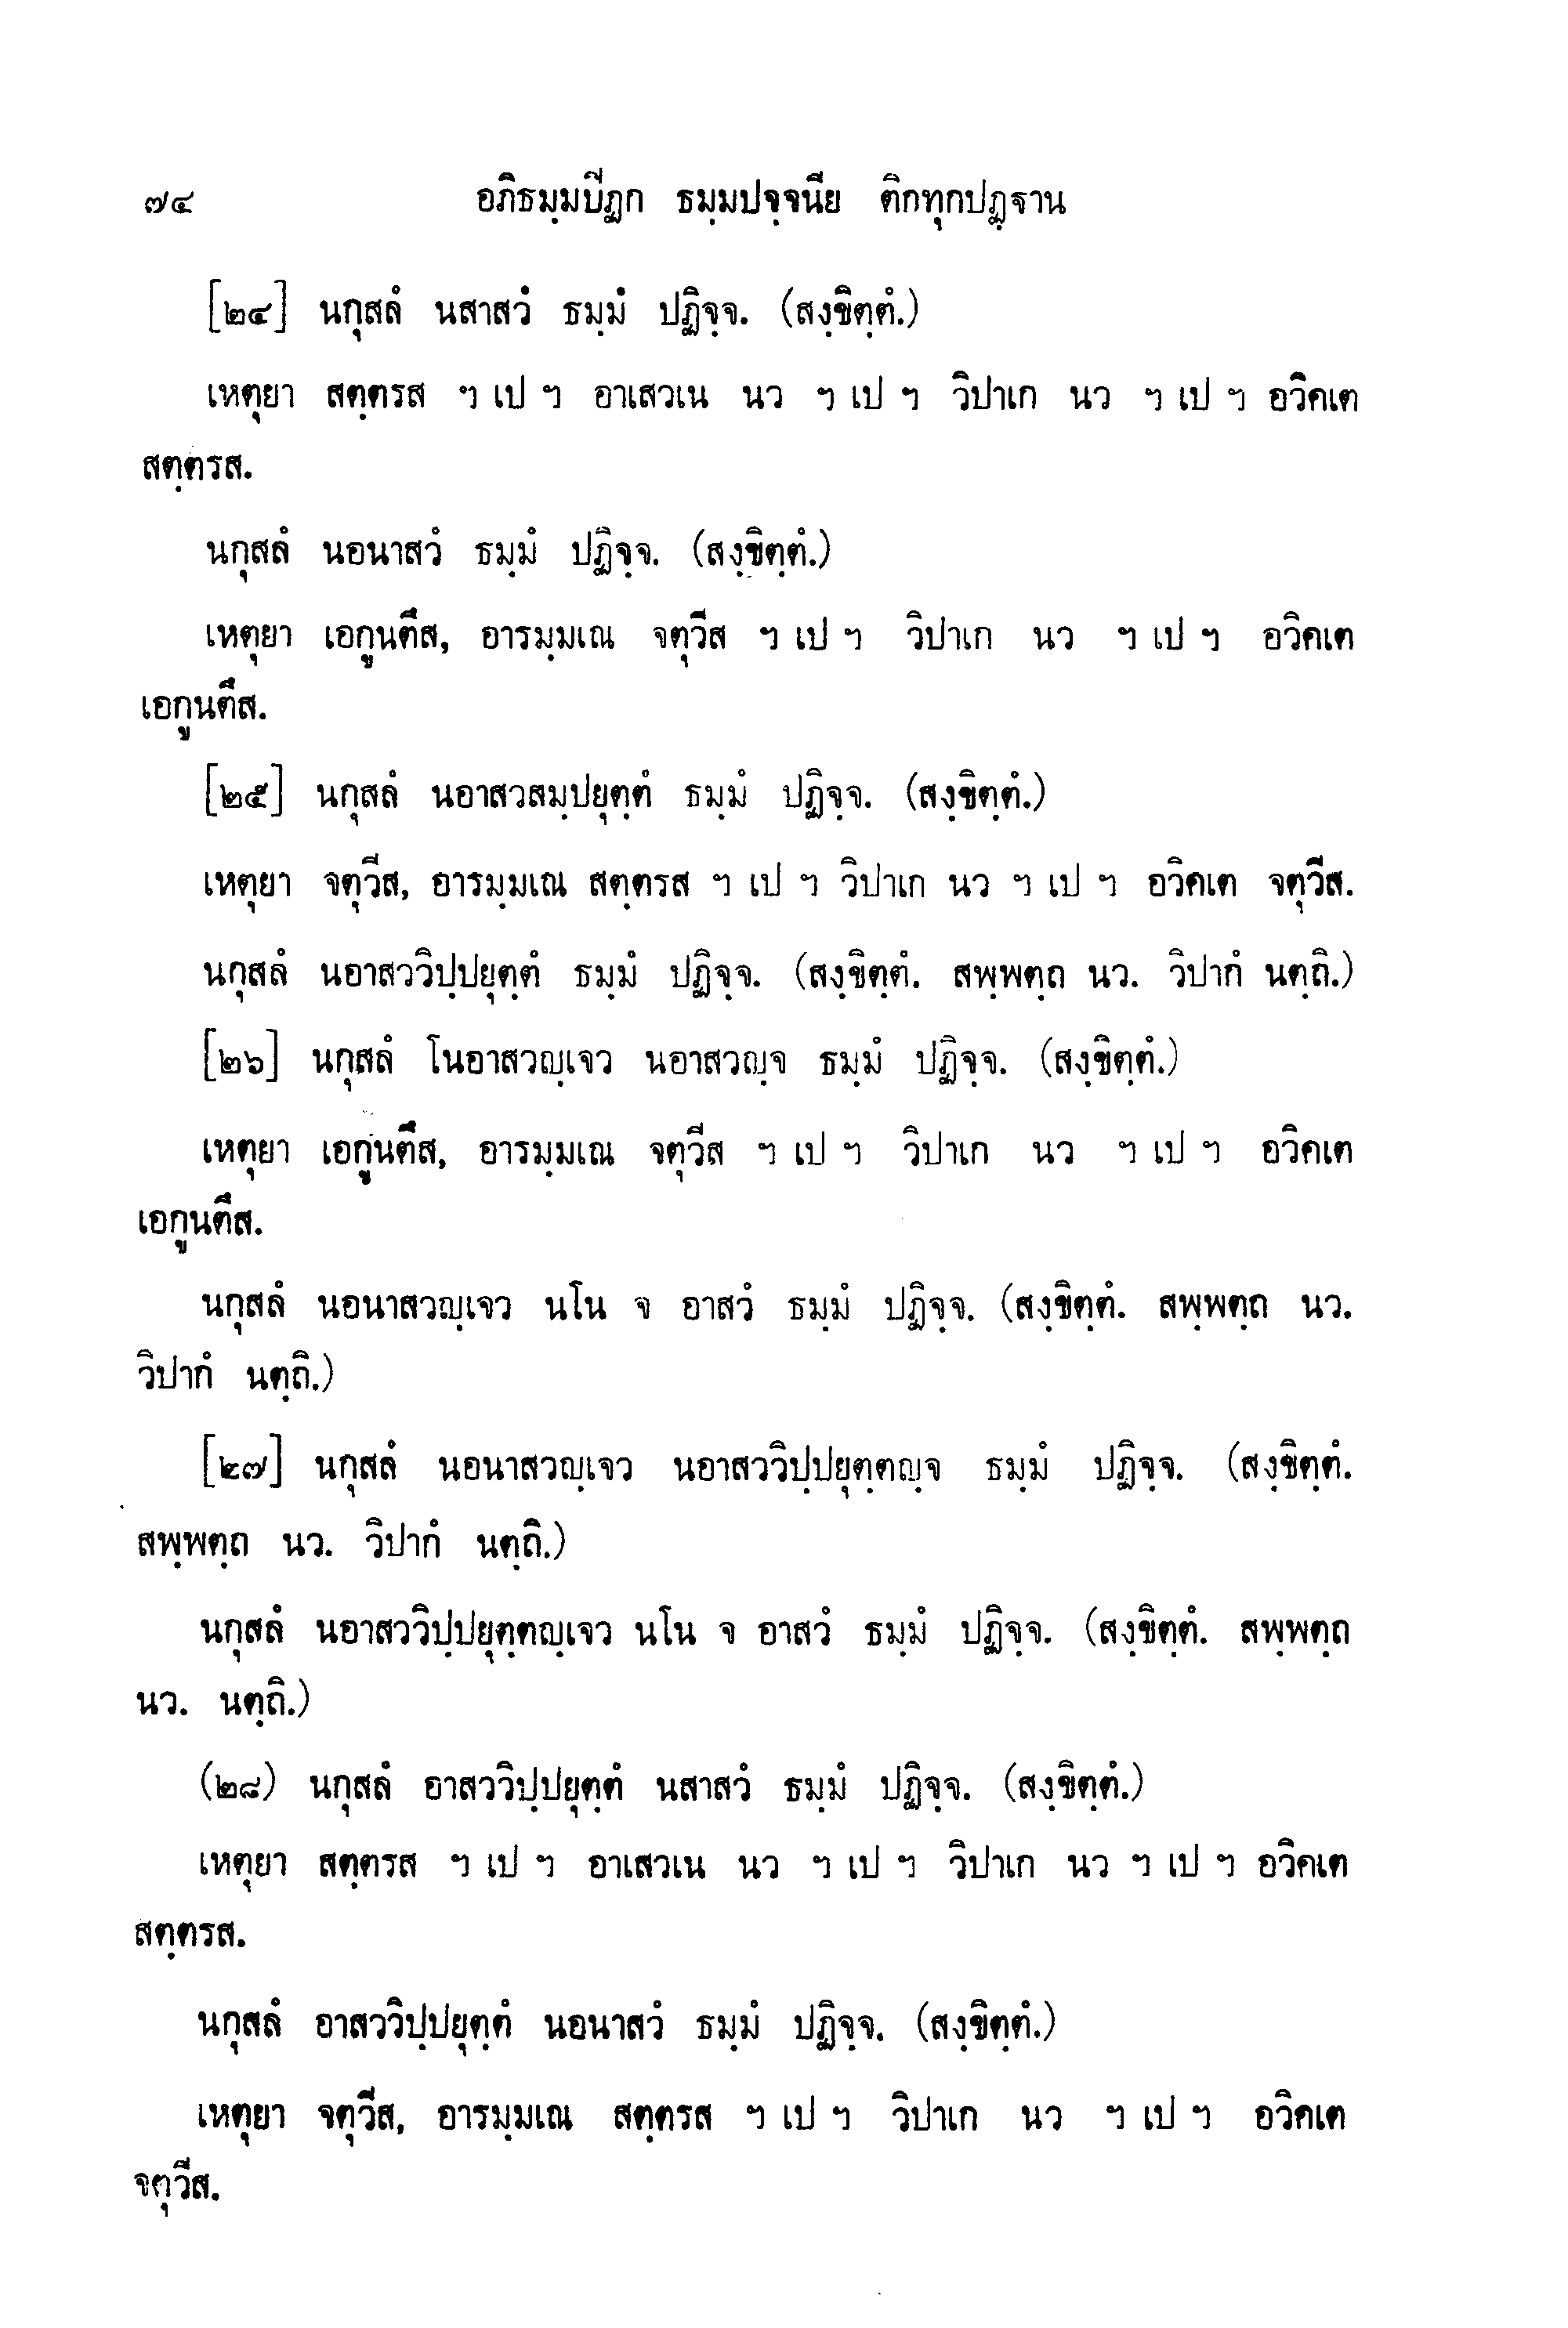 ๗๔ อภิธมฺมปิฏก ธมฺมปจฺจนีย ติกทุกปฏฺฐาน
[๒๔] นกุสลํ นสาสวํ ธมฺมํ ปฏิจฺจ. (สงฺขิตฺตํ.)
เหตุยา สตฺตรส ฯ เป ฯ อาเสวเน นว ฯ เป ฯ วิปาเก นว ฯ เป ฯ อวิคเต
สตฺตรส.
นกุสลํ นอนาสวํ ธมฺมํ ปฏิจฺจ. (สงฺขิตฺตํ.)
เหตุยา เอกูนตึส, อารมฺมเณ จตุวีส ฯ เป ฯ วิปาเก นว ฯ เป ฯ อวิคเต
เอกูนตึส.
[๒๕] นกุสลํ นอาสวสมฺปยุตฺตํ ธมฺมํ ปฏิจฺจ. (สงฺขิตฺตํ.)
เหตุยา จตุวีส, อารมฺมเณ สตฺตรส ฯ เป ฯ วิปาเก นว ฯ เป ฯ อวิคเต จตุวีส.
นกุสลํ นอาสววิปฺปยุตฺตํ ธมฺมํ ปฏิจฺจ. (สงฺขิตฺตํ. สพฺพตฺถ นว. วิปากํ นตฺถิ.)
[๒๖] นกุสลํ โนอาสวญฺเจว นอาสวญฺจ ธมฺมํ ปฏิจฺจ. (สงฺขิตฺตํ.)
เหตุยา เอกูนตึส, อารมฺมเณ จตุวีส ฯ เป ฯ วิปาเก นว ฯ เป ฯ อวิคเต
เอกูนตึส.
นกุสลํ นอนาสวญฺเจว นโน จ อาสวํ ธมฺมํ ปฏิจฺจ. (สงฺขิตฺตํ. สพฺพตฺถ นว.
วิปากํ นตฺถิ.)
[๒๗] นกุสลํ นอนาสวญฺเจว นอาสววิปฺปยุตฺตญฺจ ธมฺมํ ปฏิจฺจ. (สงฺขิตฺตํ.
สพฺพตฺถ นว. วิปากํ นตฺถิ.)
นกุสลํ นอาสววิปฺปยุตฺตญฺเจว นโน จ อาสวํ ธมฺมํ ปฏิจฺจ. (สงฺขิตฺตํ. สพฺพตฺถ
นว. นตฺถิ.)
(๒๘) นกุสลํ อาสววิปฺปยุตฺตํ นสาสวํ ธมฺมํ ปฏิจฺจ. (สงฺขิตฺตํ.)
เหตุยา สตฺตรส ฯ เป ฯ อาเสวเน นว ฯ เป ฯ วิปาเก นว ฯ เป ฯ อวิคเต
สตฺตรส.
นกุสลํ อาสววิปฺปยุตฺตํ นอนาสวํ ธมฺมํ ปฏิจฺจ. (สงฺขิตฺตํ.)
เหตุยา จตุวีส, อารมฺมเณ สตฺตรส ฯ เป ฯ วิปาเก นว ฯ เป ฯ อวิคเต
จตุวีส.